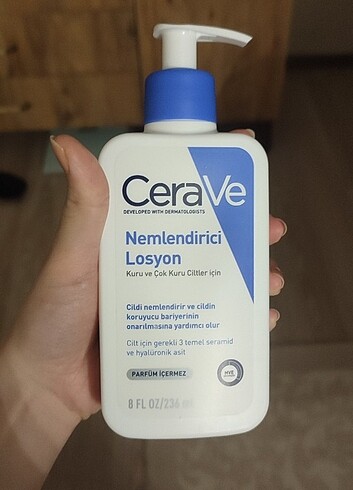 CeraVe
DEVELOPED WITH DERMATOLOGISTS
Nemlendirici
Losyon
Kuru ve Çok Kuru Ciltler için
Cildi nemlendirir ve cildin
koruyucu bariyerinin
onarılmasına yardımcı olur
Cilt için gerekli 3 temel seramid
ve hyalüronik asit
PARFÜM İÇERMEZ
MVE
8 FL OZ/236